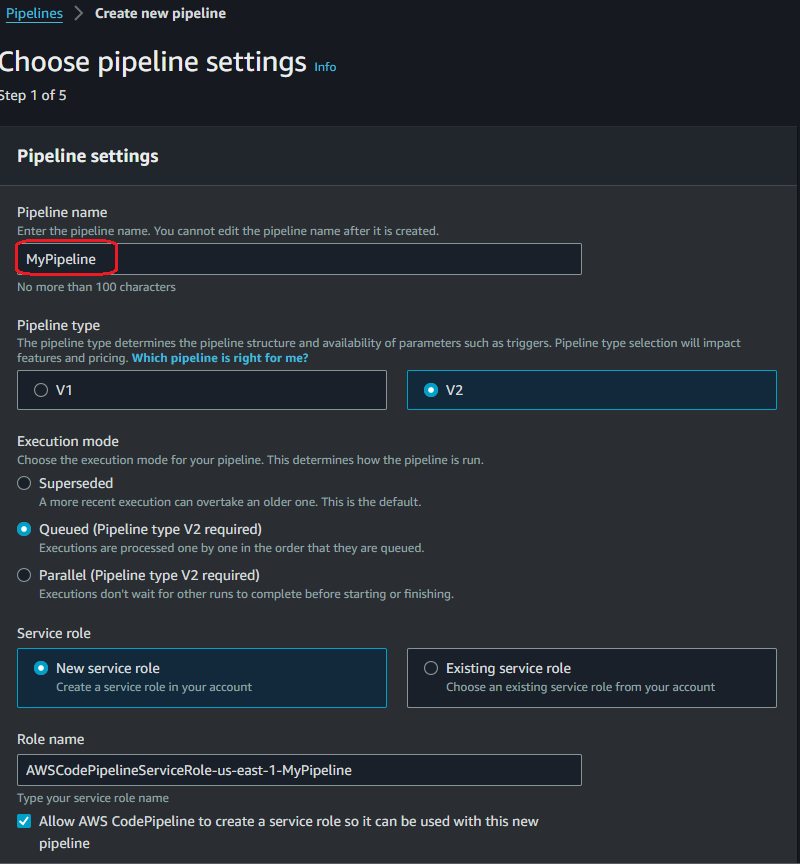 Pipelines > Create new pipeline
Choose pipeline settings Info
Step 1 of 5
Pipeline settings
Pipeline name
Enter the pipeline name. You cannot edit the pipeline name after it is created.
MyPipeline
No more than 100 characters
Pipeline type
The pipeline type determines the pipeline structure and availability of parameters such as triggers. Pipeline type selection will impact
features and pricing. Which pipeline is right for me?
V1
V2
Execution mode
Choose the execution mode for your pipeline. This determines how the pipeline is run.
Superseded
A more recent execution can overtake an older one. This is the default.
Queued (Pipeline type V2 required)
Executions are processed one by one in the order that they are queued.
Parallel (Pipeline type V2 required)
Executions don't wait for other runs to complete before starting or finishing.
Service role
New service role
Create a service role in your account
Existing service role
Choose an existing service role from your account
Role name
AWSCodePipelineServiceRole-us-east-1-MyPipeline
Type your service role name
Allow AWS CodePipeline to create a service role so it can be used with this new
pipeline